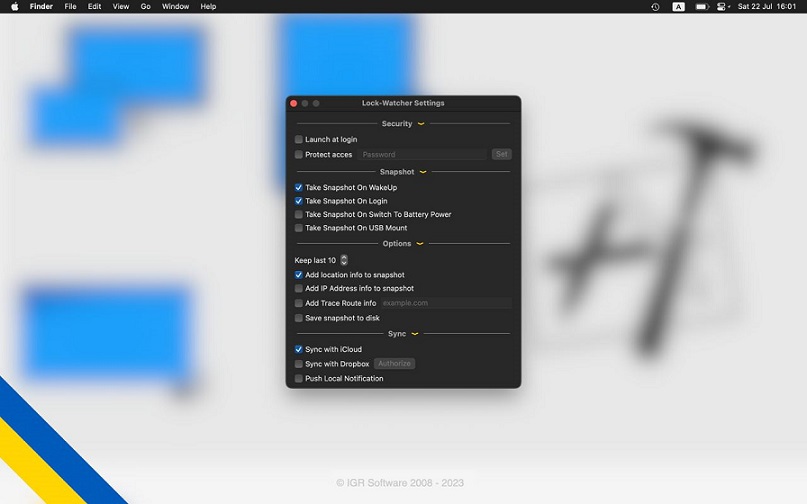 Finder File Edit View Go Window Help A Sat 22 Jul 16:01
Lock-Watcher Settings
Security
Launch at login
Protect acces Password Set
Snapshot
Take Snapshot On WakeUp
Take Snapshot On Login
Take Snapshot On Switch To Battery Power
Take Snapshot On USB Mount
Options
Keep last 10
Add location info to snapshot
Add IP Address info to snapshot
Add Trace Route info example.com
Save snapshot to disk
Sync
Sync with iCloud
Sync with Dropbox Authorize
Push Local Notification
© IGR Software 2008 - 2023